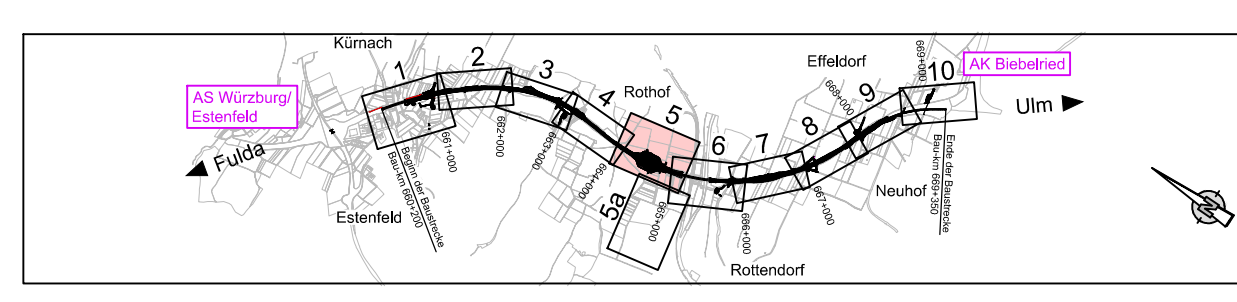 Kürnach
AS Würzburg/
Estenfeld
Fulda
Estenfeld
Beginn der Baustrecke
Bau-km 660+200
1
661+000
2
662+000
3
663+000
4
664+000
Rothof
5
5a
665+000
6
666+000
Rottendorf
7
8
667+000
Effeldorf
668+000
9
Neuhof
669+000
10
AK Biebelried
Ulm
Ende der Baustrecke
Bau-km 669+350
N